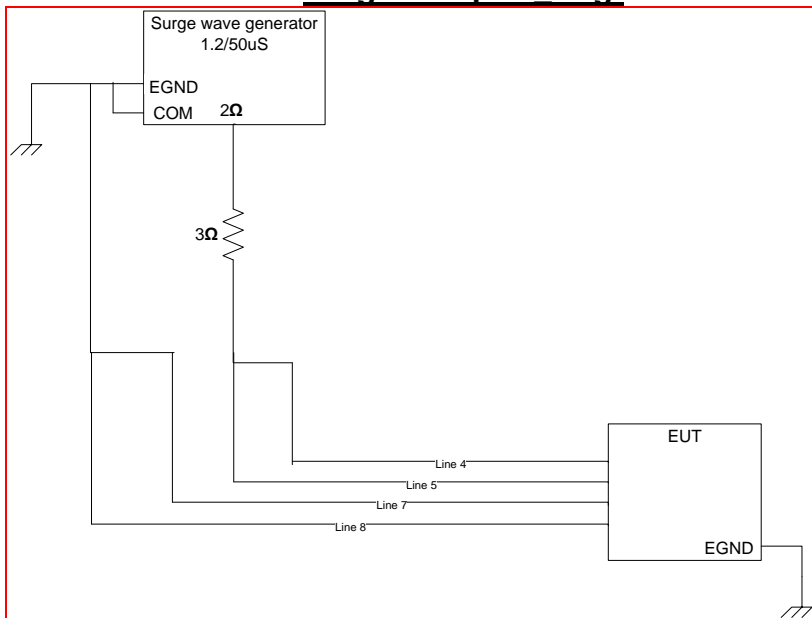 Surge wave generator
1.2/50uS
EGND
COM 2Ω
3Ω
EUT
Line 4
Line 5
Line 7
Line 8
EGND